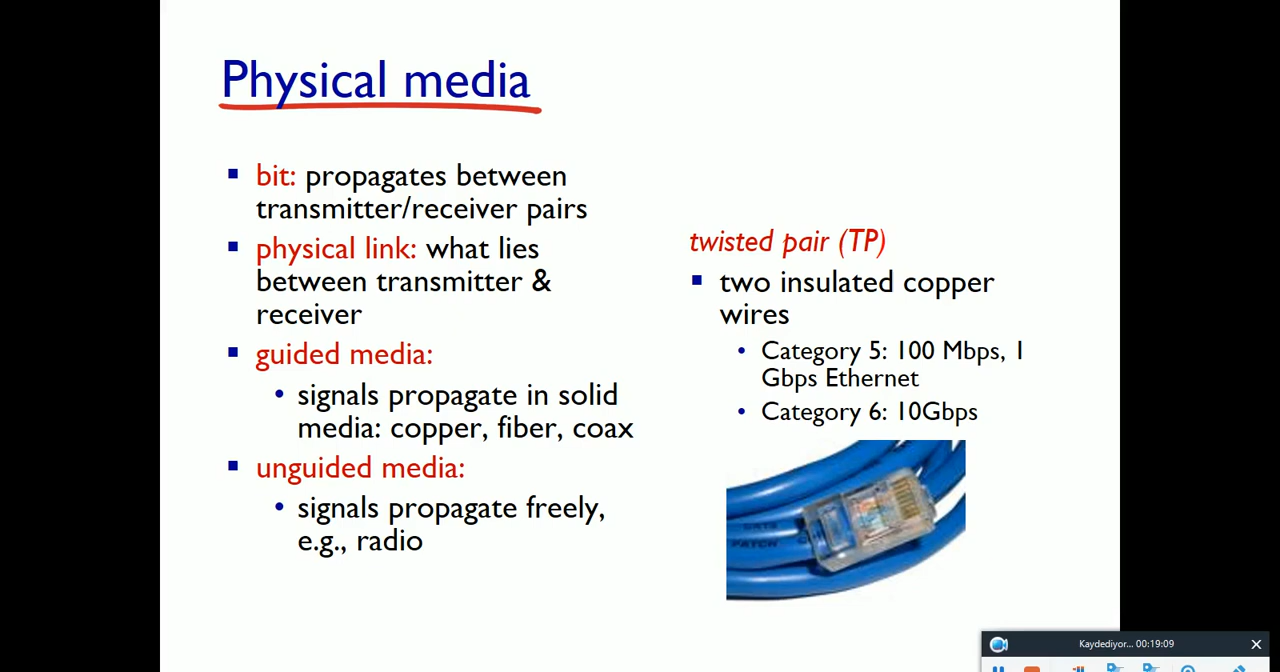 Physical media
bit: propagates between
transmitter/receiver pairs
physical link: what lies
between transmitter &
receiver
guided media:
signals propagate in solid
media: copper, fiber, coax
unguided media:
signals propagate freely,
e.g., radio
twisted pair (TP)
two insulated copper
wires
Category 5: 100 Mbps, 1
Gbps Ethernet
Category 6: 10Gbps
PATCH
Kaydediyor... 00:19:09